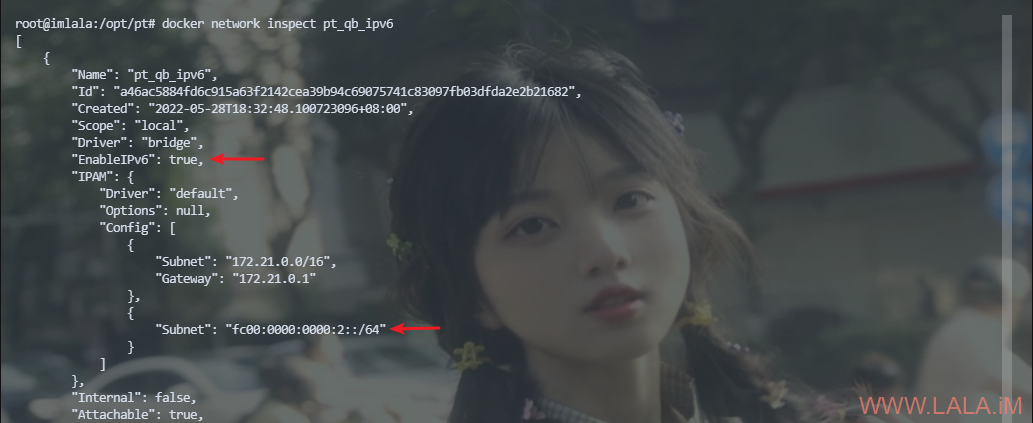 root@imlala:/opt/pt# docker network inspect pt_qb_ipv6
[
    {
        "Name": "pt_qb_ipv6",
        "Id": "a46ac5884fd6c915a63f2142cea39b94c69075741c83097fb03dfda2e2b21682",
        "Created": "2022-05-28T18:32:48.100723096+08:00",
        "Scope": "local",
        "Driver": "bridge",
        "EnableIPv6": true,
        "IPAM": {
            "Driver": "default",
            "Options": null,
            "Config": [
                {
                    "Subnet": "172.21.0.0/16",
                    "Gateway": "172.21.0.1"
                },
                {
                    "Subnet": "fc00:0000:0000:2::/64"
                }
            ]
        },
        "Internal": false,
        "Attachable": true,
WWW.LALA.iM